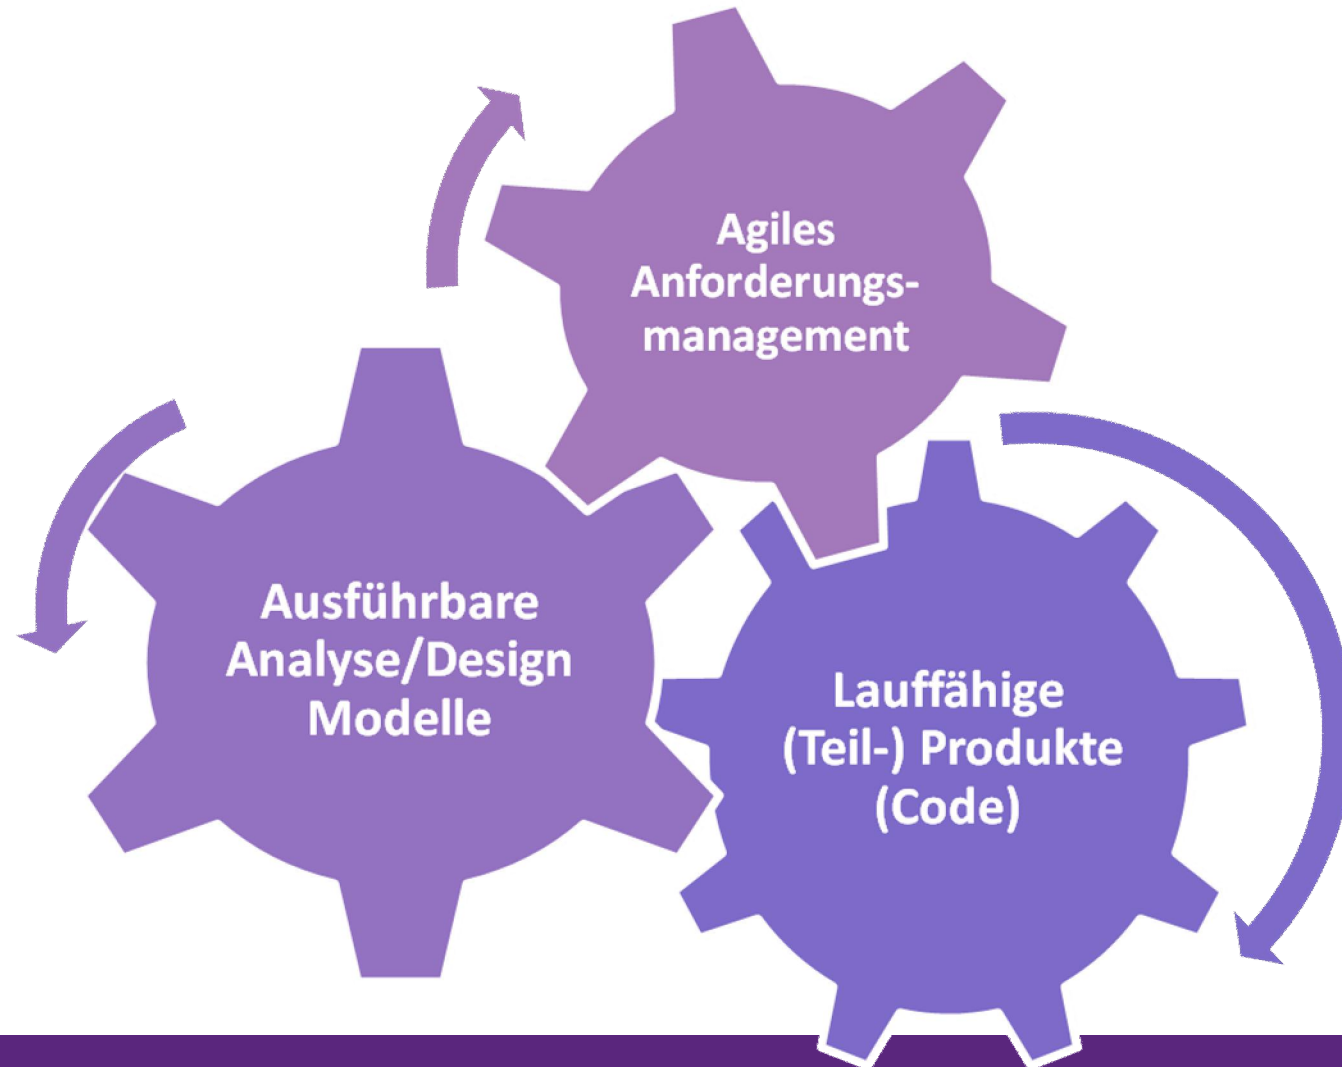 Agiles
Anforderungs-
management
Ausführbare
Analyse/Design
Modelle
Lauffähige
(Teil-) Produkte
(Code)